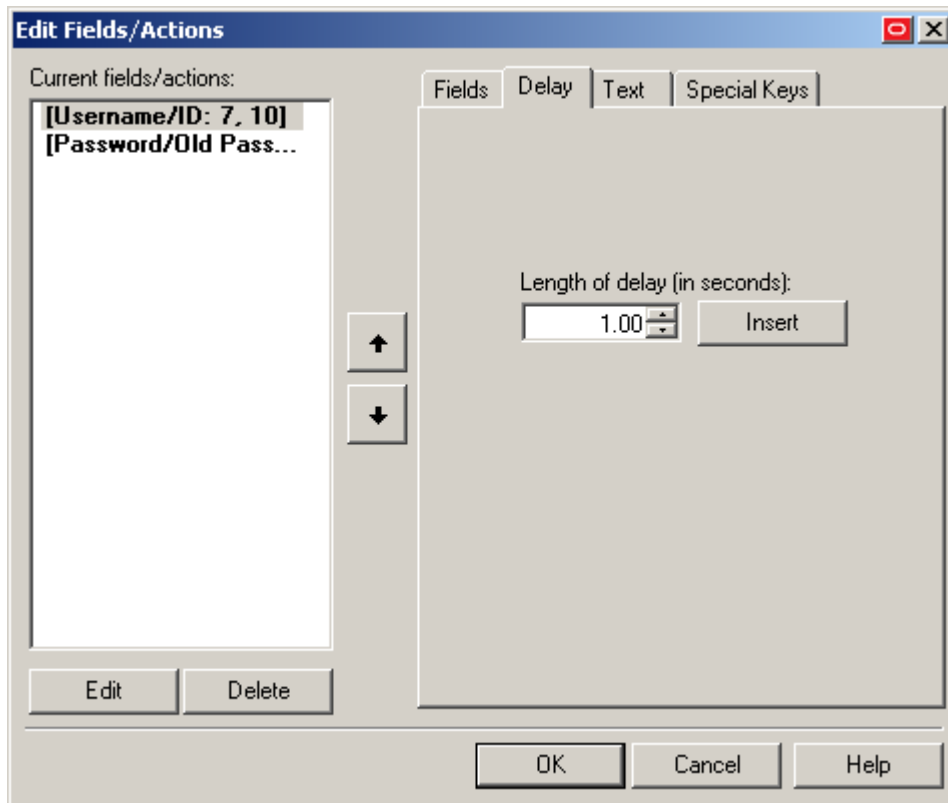 Edit Fields/Actions
Current fields/actions:
[Username/ID: 7, 10]
[Password/Old Pass...
Fields Delay Text Special Keys
Length of delay (in seconds):
1.00 Insert
Edit Delete
OK Cancel Help